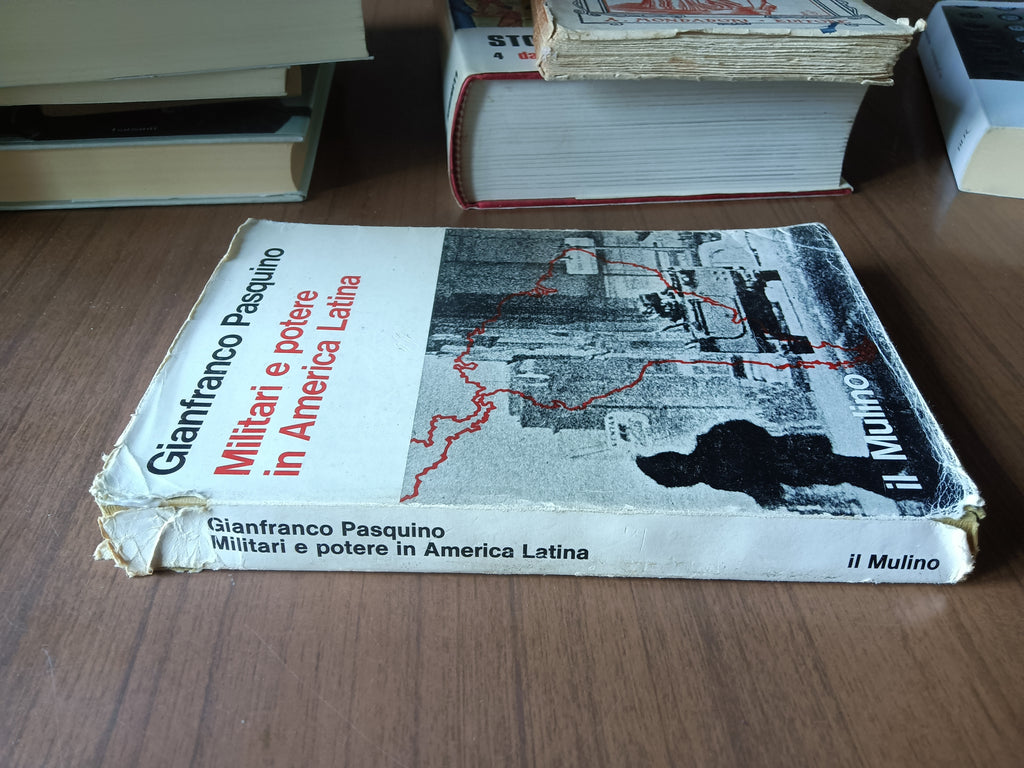 Gianfranco Pasquino
Militari e potere
in America Latina
il Mulino
Gianfranco Pasquino
Militari e potere in America Latina
il Mulino
STO
4 da